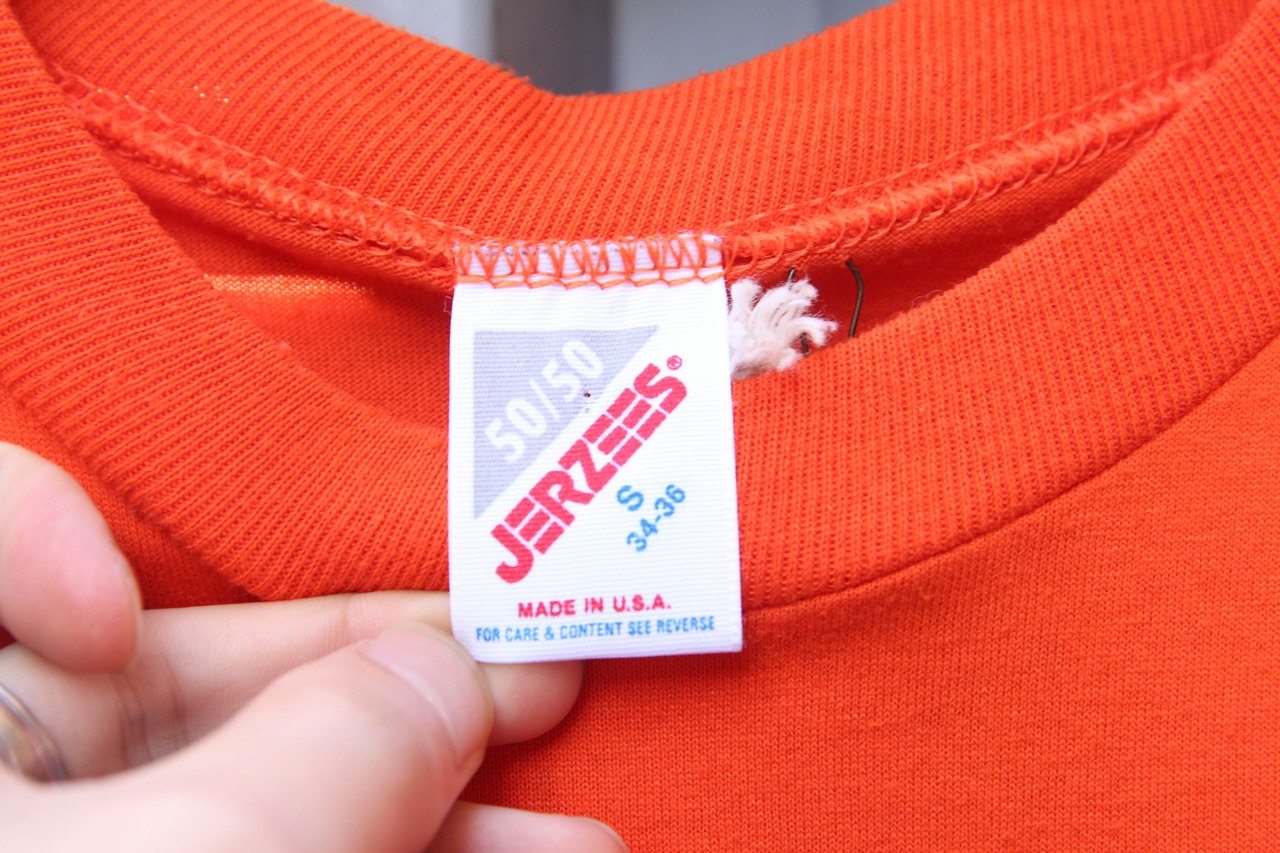 50/50
JERZEES®
S
34-36
MADE IN U.S.A.
FOR CARE & CONTENT SEE REVERSE